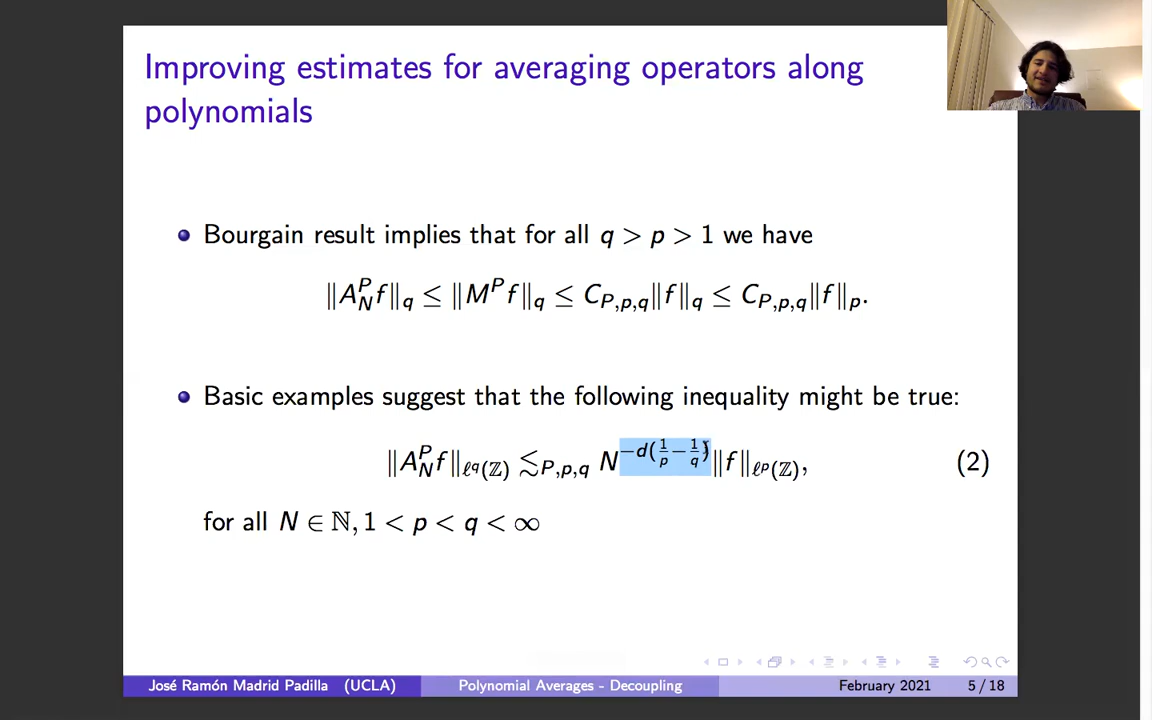 Improving estimates for averaging operators along
polynomials
Bourgain result implies that for all q > p > 1 we have
‖A_N^P f‖_q ≤ ‖M^P f‖_q ≤ C_{P,p,q}‖f‖_q ≤ C_{P,p,q}‖f‖_p.
Basic examples suggest that the following inequality might be true:
‖A_N^P f‖_{ℓ^q(ℤ)} ≲_{P,p,q} N^{−d(1/p − 1/q)}‖f‖_{ℓ^p(ℤ)}, (2)
for all N ∈ ℕ, 1 < p < q < ∞
José Ramón Madrid Padilla (UCLA) Polynomial Averages - Decoupling February 2021 5 / 18